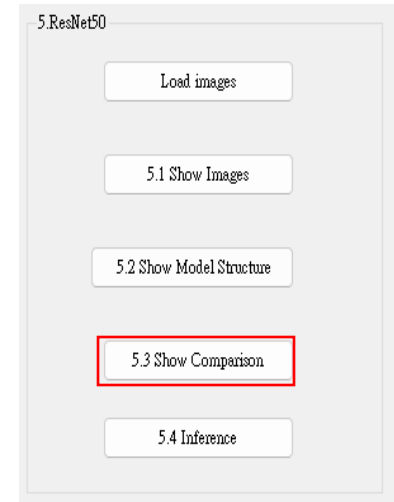 5.ResNet50
Load images
5.1 Show Images
5.2 Show Model Structure
5.3 Show Comparison
5.4 Inference